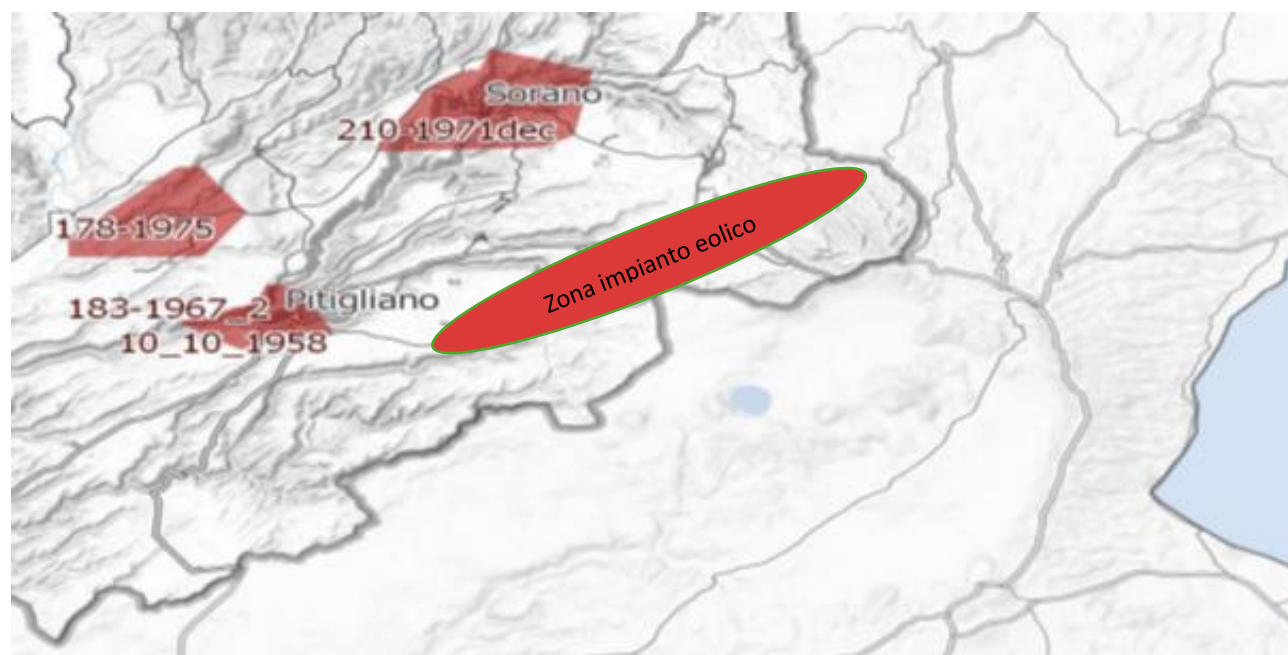 Sorano
210-1971dec
178-1975
Zona impianto eolico
Pitigliano
183-1967_2
10_10_1958